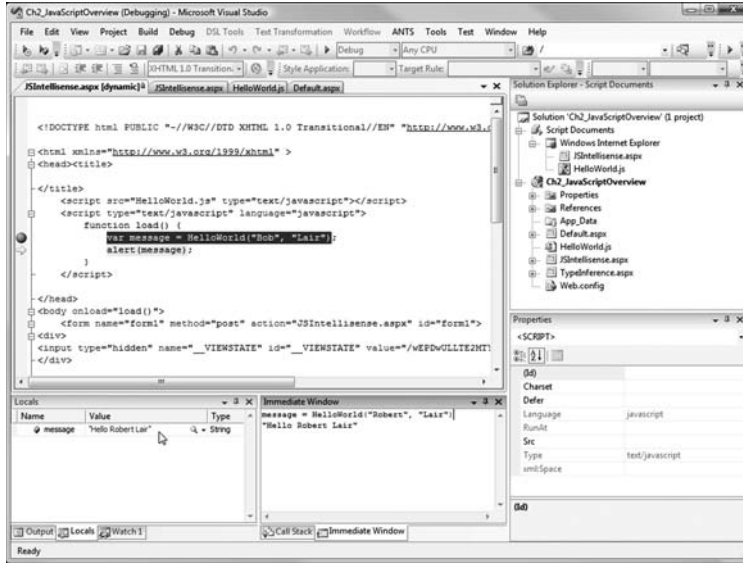 Ch2_JavaScriptOverview (Debugging) - Microsoft Visual Studio
File Edit View Project Build Debug DSL Tools Text Transformation Workflow ANTS Tools Test Window Help
Debug Any CPU /
XHTML 1.0 Transition Style Application: Target Rule:
JSIntellisense.aspx [dynamic] JSIntellisense.aspx HelloWorld.js Default.aspx
<!DOCTYPE html PUBLIC "-//W3C//DTD XHTML 1.0 Transitional//EN" "http://www.w3.
<html xmlns="http://www.w3.org/1999/xhtml" >
<head><title>
</title>
<script src="HelloWorld.js" type="text/javascript"></script>
<script type="text/javascript" language="javascript">
function load() {
var message = HelloWorld("Bob", "Lair");
alert(message);
}
</script>
</head>
<body onload="load()">
<form name="form1" method="post" action="JSIntellisense.aspx" id="form1">
<div>
<input type="hidden" name="__VIEWSTATE" id="__VIEWSTATE" value="/wEPDwULLTE2MT
</div>
Solution Explorer - Script Documents
Solution 'Ch2_JavaScriptOverview' (1 project)
Script Documents
Windows Internet Explorer
JSIntellisense.aspx
HelloWorld.js
Ch2_JavaScriptOverview
Properties
References
App_Data
Default.aspx
HelloWorld.js
JSIntellisense.aspx
TypeInference.aspx
Web.config
Properties
<SCRIPT>
(Id)
Charset
Defer
Language javascript
RunAt
Src
Type text/javascript
xml:Space
(Id)
Locals
Name Value Type
message "Hello Robert Lair" String
Output Locals Watch 1
Immediate Window
message = HelloWorld("Robert", "Lair")
"Hello Robert Lair"
Call Stack Immediate Window
Ready